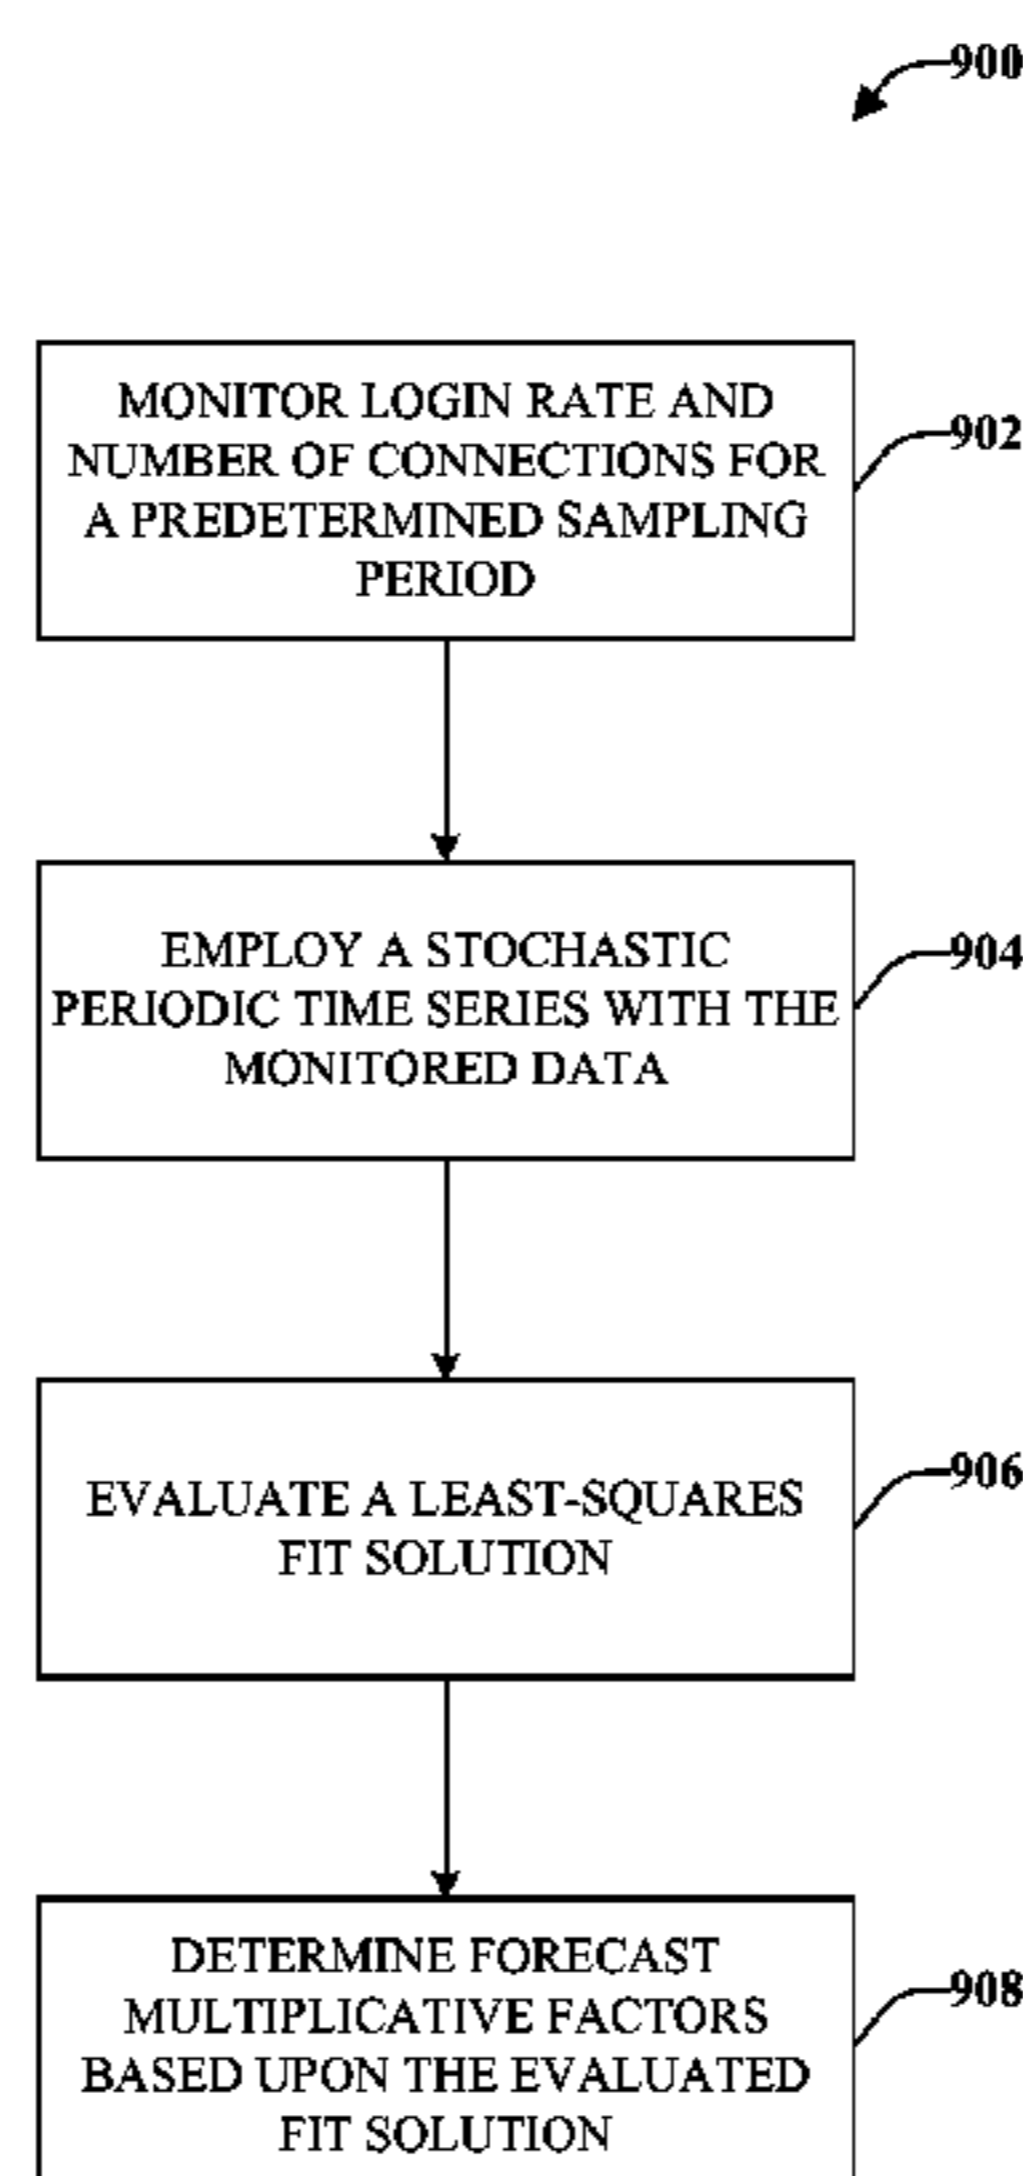 900
MONITOR LOGIN RATE AND
NUMBER OF CONNECTIONS FOR
A PREDETERMINED SAMPLING
PERIOD
902
EMPLOY A STOCHASTIC
PERIODIC TIME SERIES WITH THE
MONITORED DATA
904
EVALUATE A LEAST-SQUARES
FIT SOLUTION
906
DETERMINE FORECAST
MULTIPLICATIVE FACTORS
BASED UPON THE EVALUATED
FIT SOLUTION
908